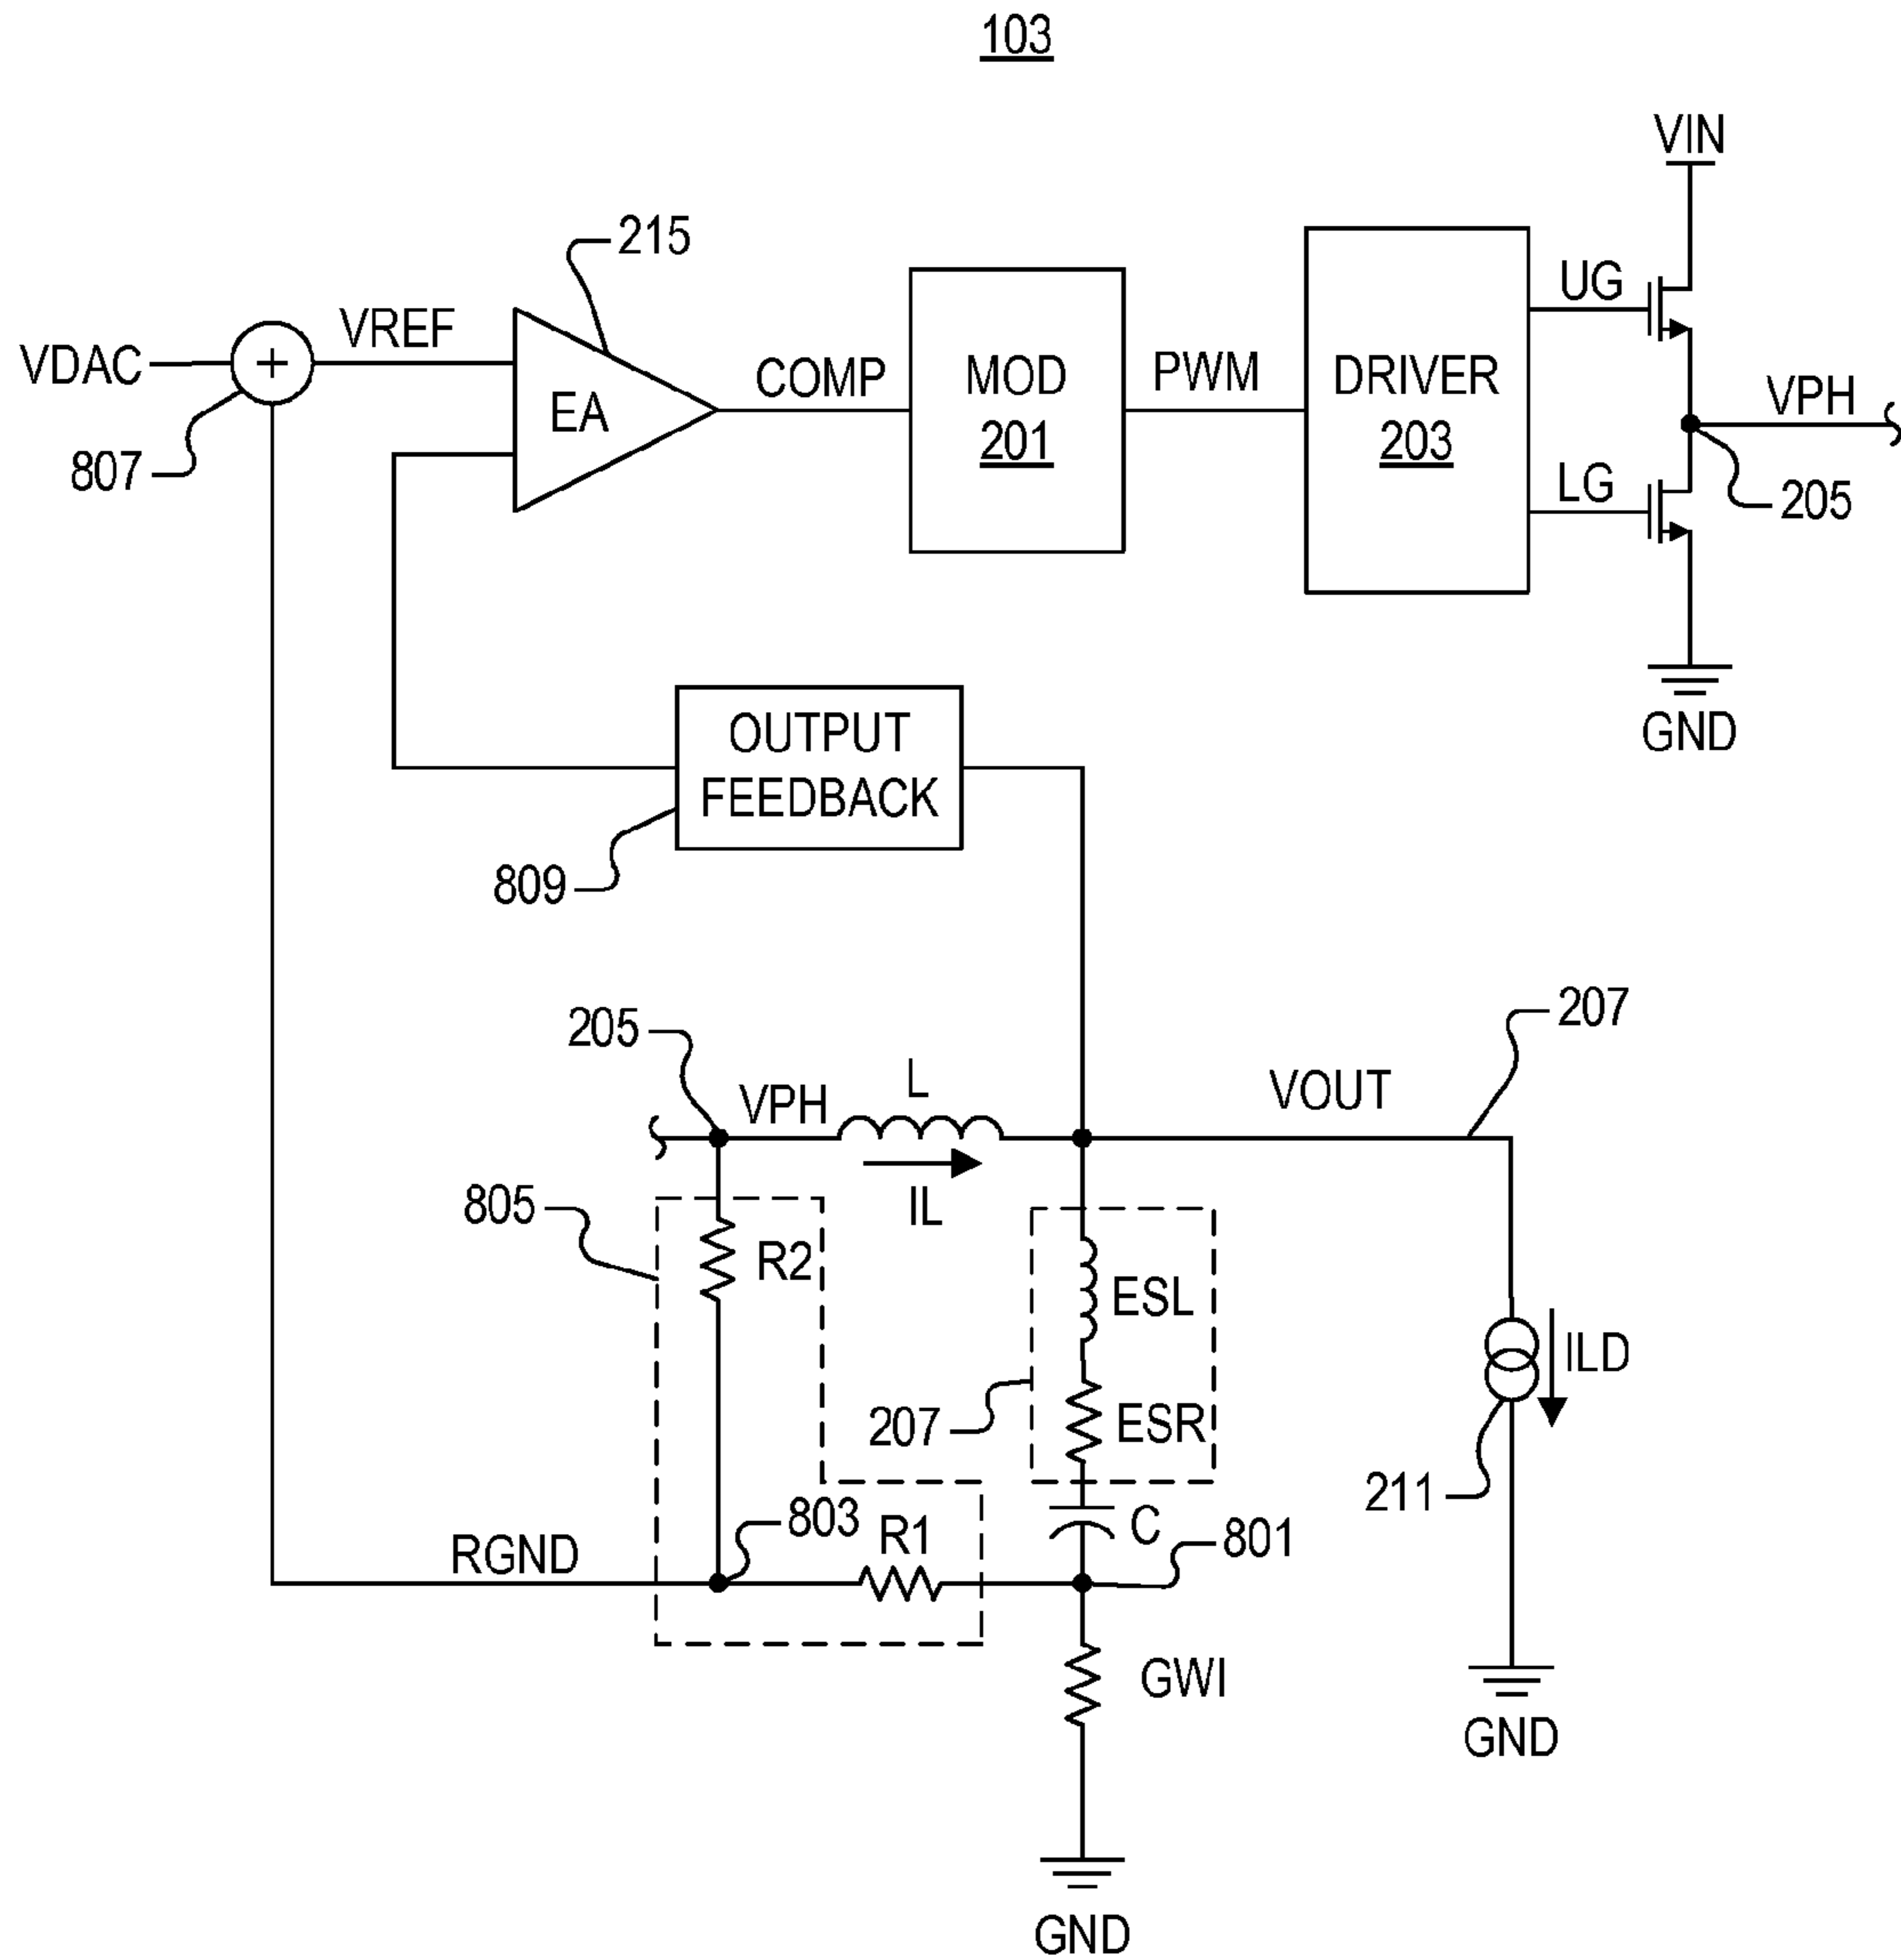 103
VIN
215
UG
VDAC
+
VREF
EA
COMP
MOD
201
PWM
DRIVER
203
VPH
807
LG
205
GND
OUTPUT
FEEDBACK
809
205
207
VPH
L
VOUT
IL
805
R2
ESL
ILD
207
ESR
211
803
R1
C
801
RGND
GWI
GND
GND